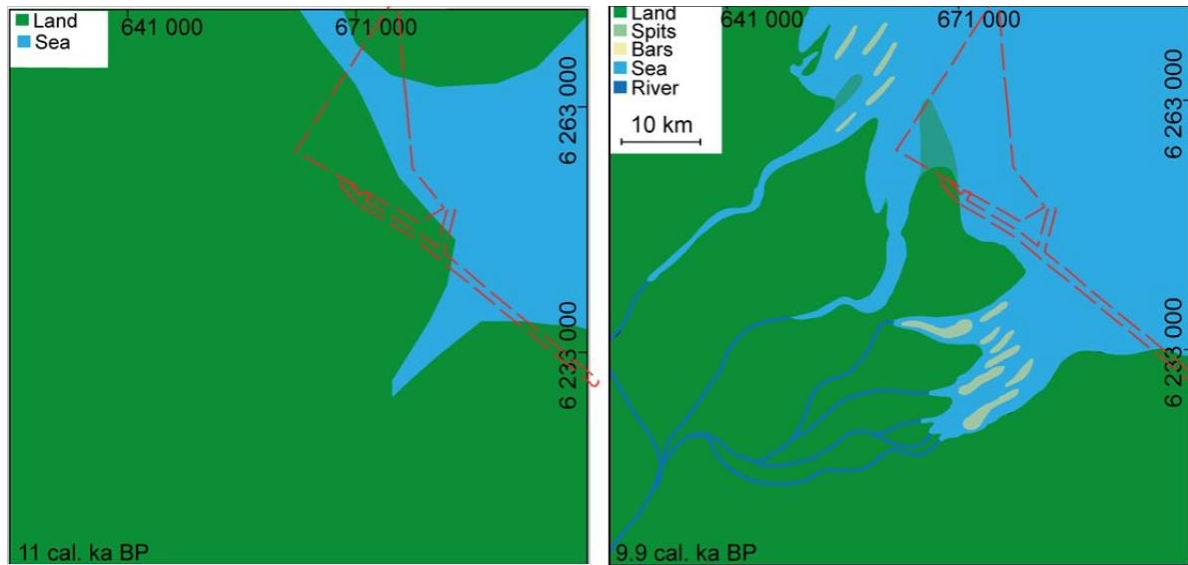 Land
Sea
641 000
671 000
6 263 000
6 233 000
11 cal. ka BP
Land
Spits
Bars
Sea
River
10 km
641 000
671 000
6 263 000
6 233 000
9.9 cal. ka BP